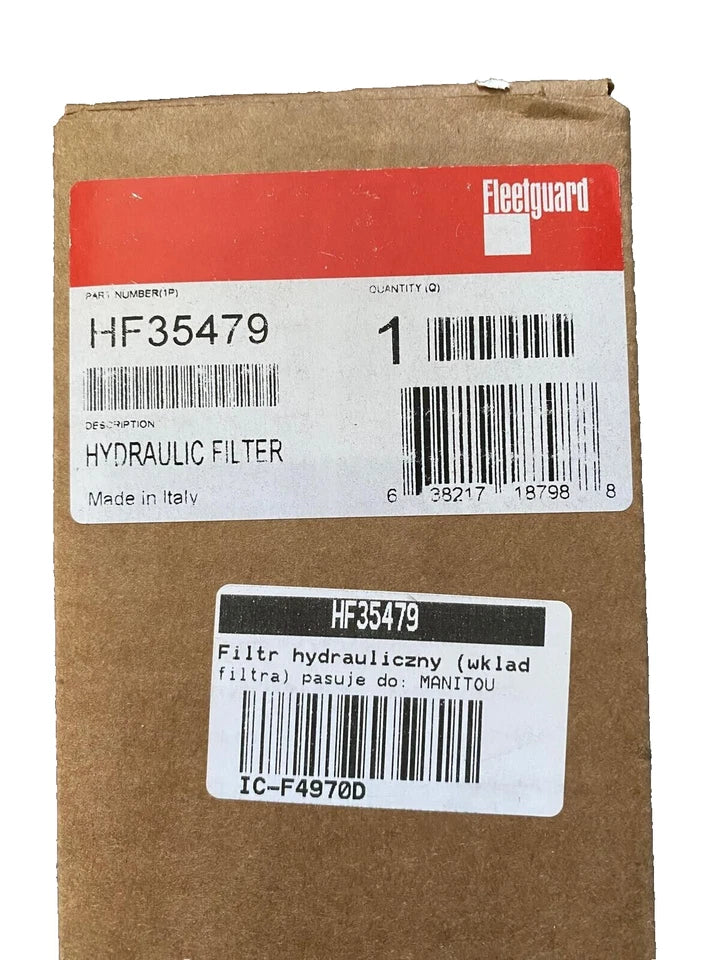 Fleetguard
PART NUMBER(1P)
QUANTITY (Q)
HF35479
1
DESCRIPTION
HYDRAULIC FILTER
Made in Italy
6 38217 18798 8
HF35479
Filtr hydrauliczny (wklad
filtra) pasuje do: MANITOU
IC-F4970D